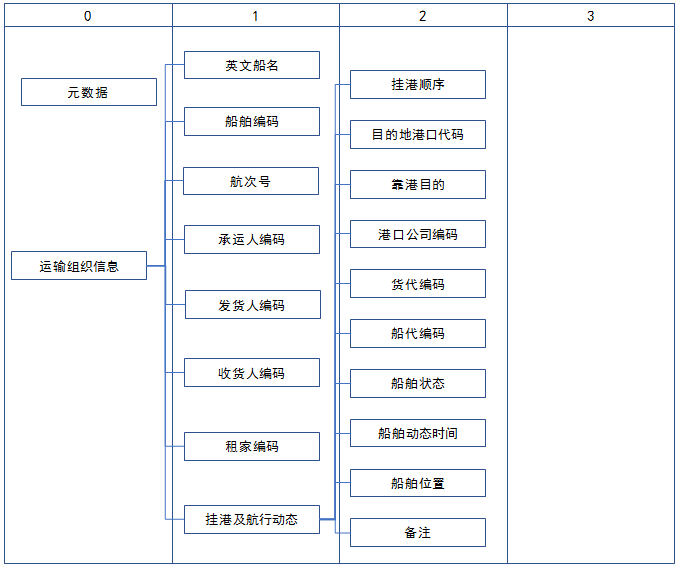 0
1
2
3
元数据
运输组织信息
英文船名
船舶编码
航次号
承运人编码
发货人编码
收货人编码
租家编码
挂港及航行动态
挂港顺序
目的地港口代码
靠港目的
港口公司编码
货代编码
船代编码
船舶状态
船舶动态时间
船舶位置
备注